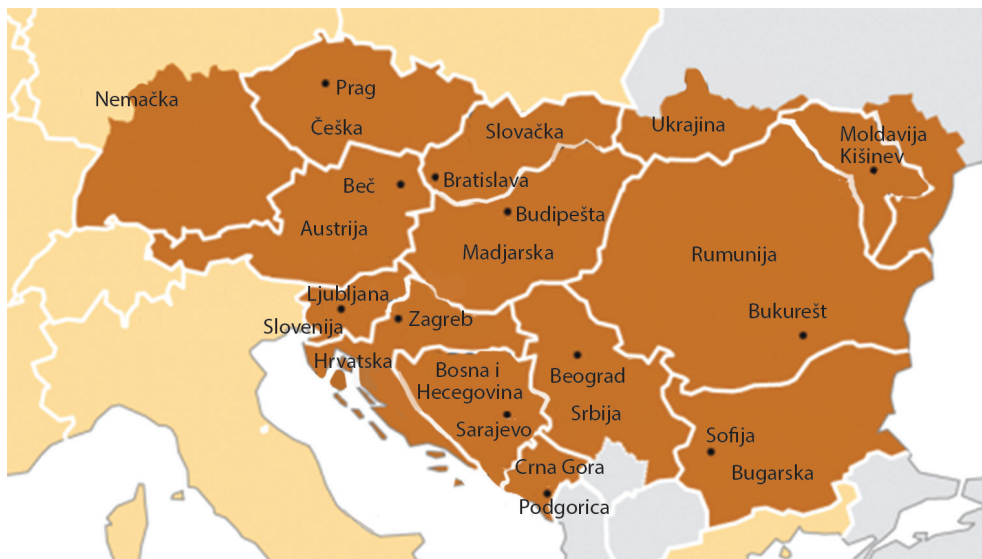 Nemačka
Prag
Češka
Slovačka
Ukrajina
Moldavija
Kišinev
Beč
Bratislava
Austrija
Budipešta
Madjarska
Rumunija
Ljubljana
Slovenija
Zagreb
Bukurešt
Hrvatska
Bosna i
Hecegovina
Beograd
Srbija
Sarajevo
Sofija
Bugarska
Crna Gora
Podgorica